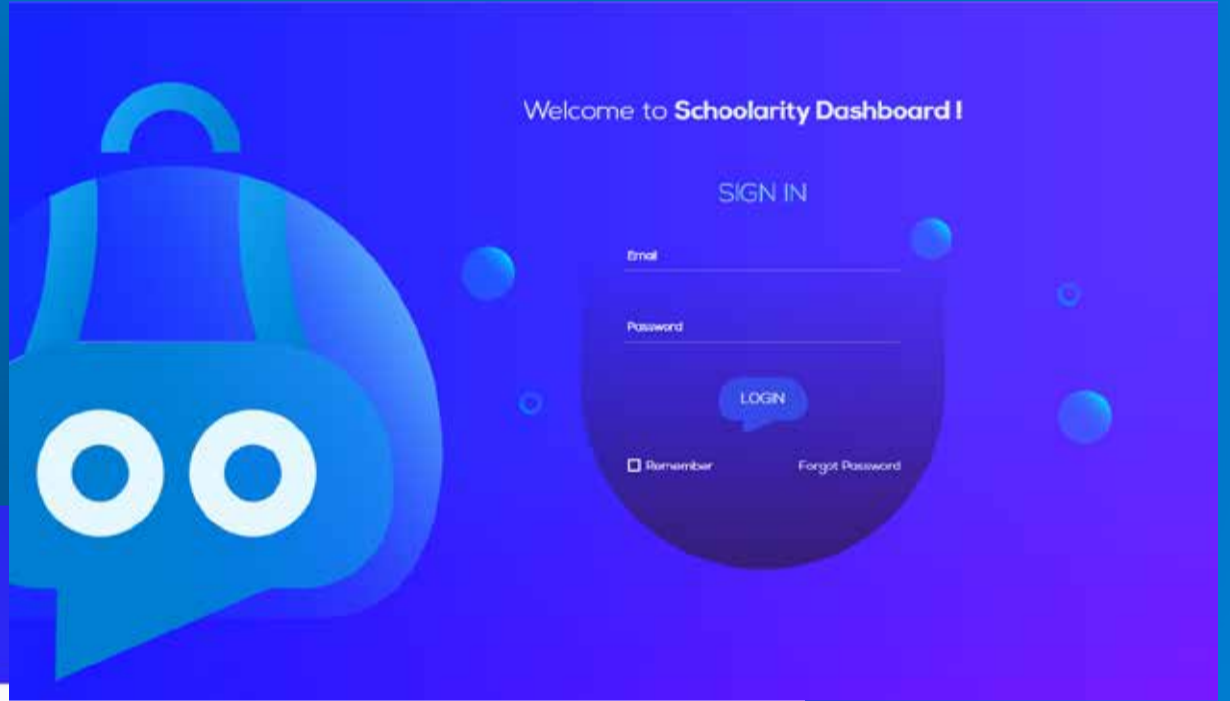 Welcome to Schoolarity Dashboard !
SIGN IN
Email
Password
LOGIN
Remember Forgot Password